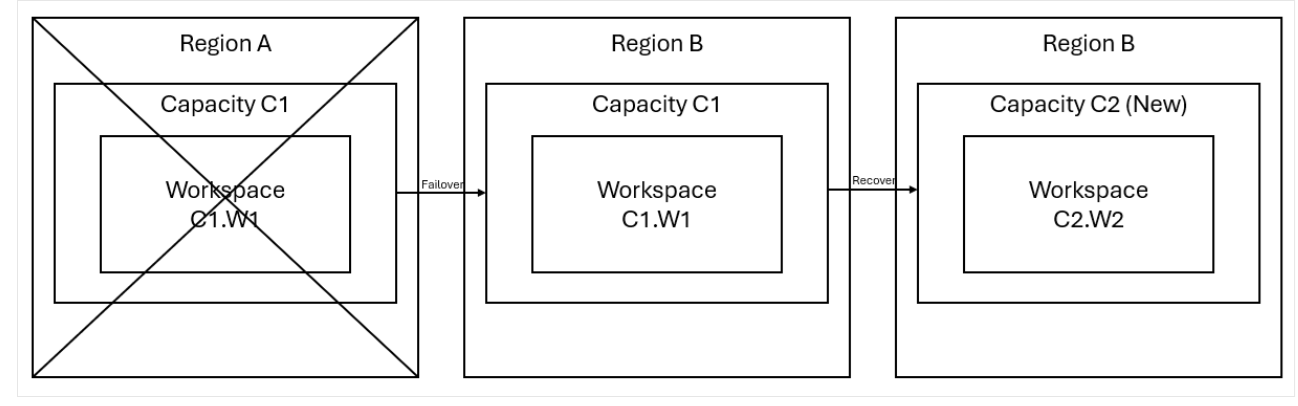 Region A
Capacity C1
Workspace
C1.W1
Failover
Region B
Capacity C1
Workspace
C1.W1
Recover
Region B
Capacity C2 (New)
Workspace
C2.W2